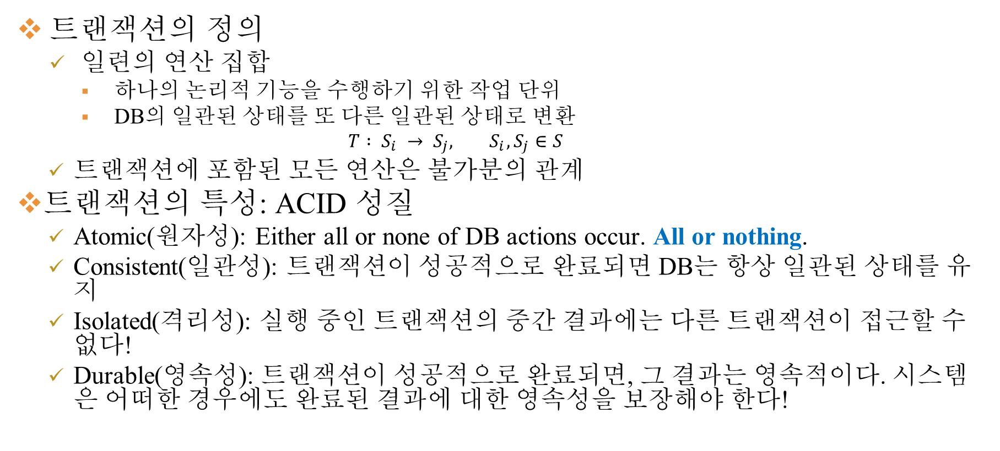 ❖ 트랜잭션의 정의
✓ 일련의 연산 집합
▪ 하나의 논리적 기능을 수행하기 위한 작업 단위
▪ DB의 일관된 상태를 또 다른 일관된 상태로 변환
T : Sᵢ → Sⱼ, Sᵢ, Sⱼ ∈ S
✓ 트랜잭션에 포함된 모든 연산은 불가분의 관계
❖트랜잭션의 특성: ACID 성질
✓ Atomic(원자성): Either all or none of DB actions occur. All or nothing.
✓ Consistent(일관성): 트랜잭션이 성공적으로 완료되면 DB는 항상 일관된 상태를 유
지
✓ Isolated(격리성): 실행 중인 트랜잭션의 중간 결과에는 다른 트랜잭션이 접근할 수
없다!
✓ Durable(영속성): 트랜잭션이 성공적으로 완료되면, 그 결과는 영속적이다. 시스템
은 어떠한 경우에도 완료된 결과에 대한 영속성을 보장해야 한다!